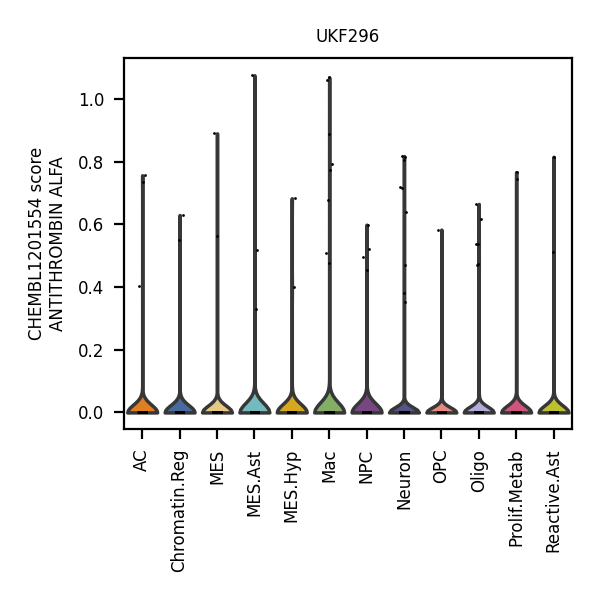 UKF296
CHEMBL1201554 score
ANTITHROMBIN ALFA
1.0
0.8
0.6
0.4
0.2
0.0
AC
Chromatin.Reg
MES
MES.Ast
MES.Hyp
Mac
NPC
Neuron
OPC
Oligo
Prolif.Metab
Reactive.Ast